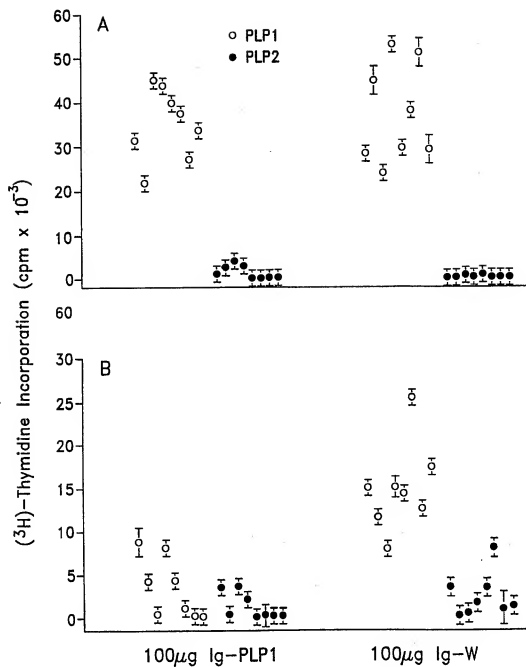 A
○ PLP1
● PLP2
60
50
40
30
20
10
0
(³H)-Thymidine Incorporation (cpm x 10⁻³)
60
B
30
25
20
15
10
5
0
100µg Ig-PLP1
100µg Ig-W